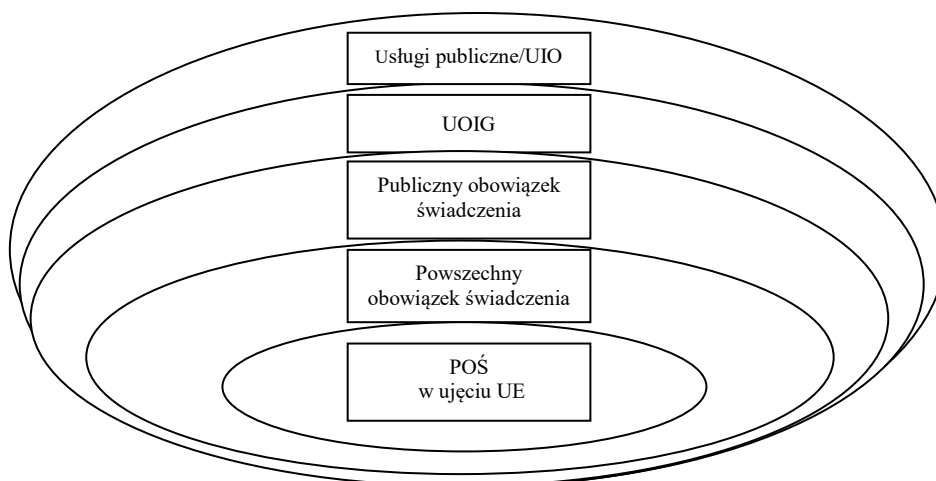 Usługi publiczne/UIO
UOIG
Publiczny obowiązek
świadczenia
Powszechny
obowiązek świadczenia
POŚ
w ujęciu UE